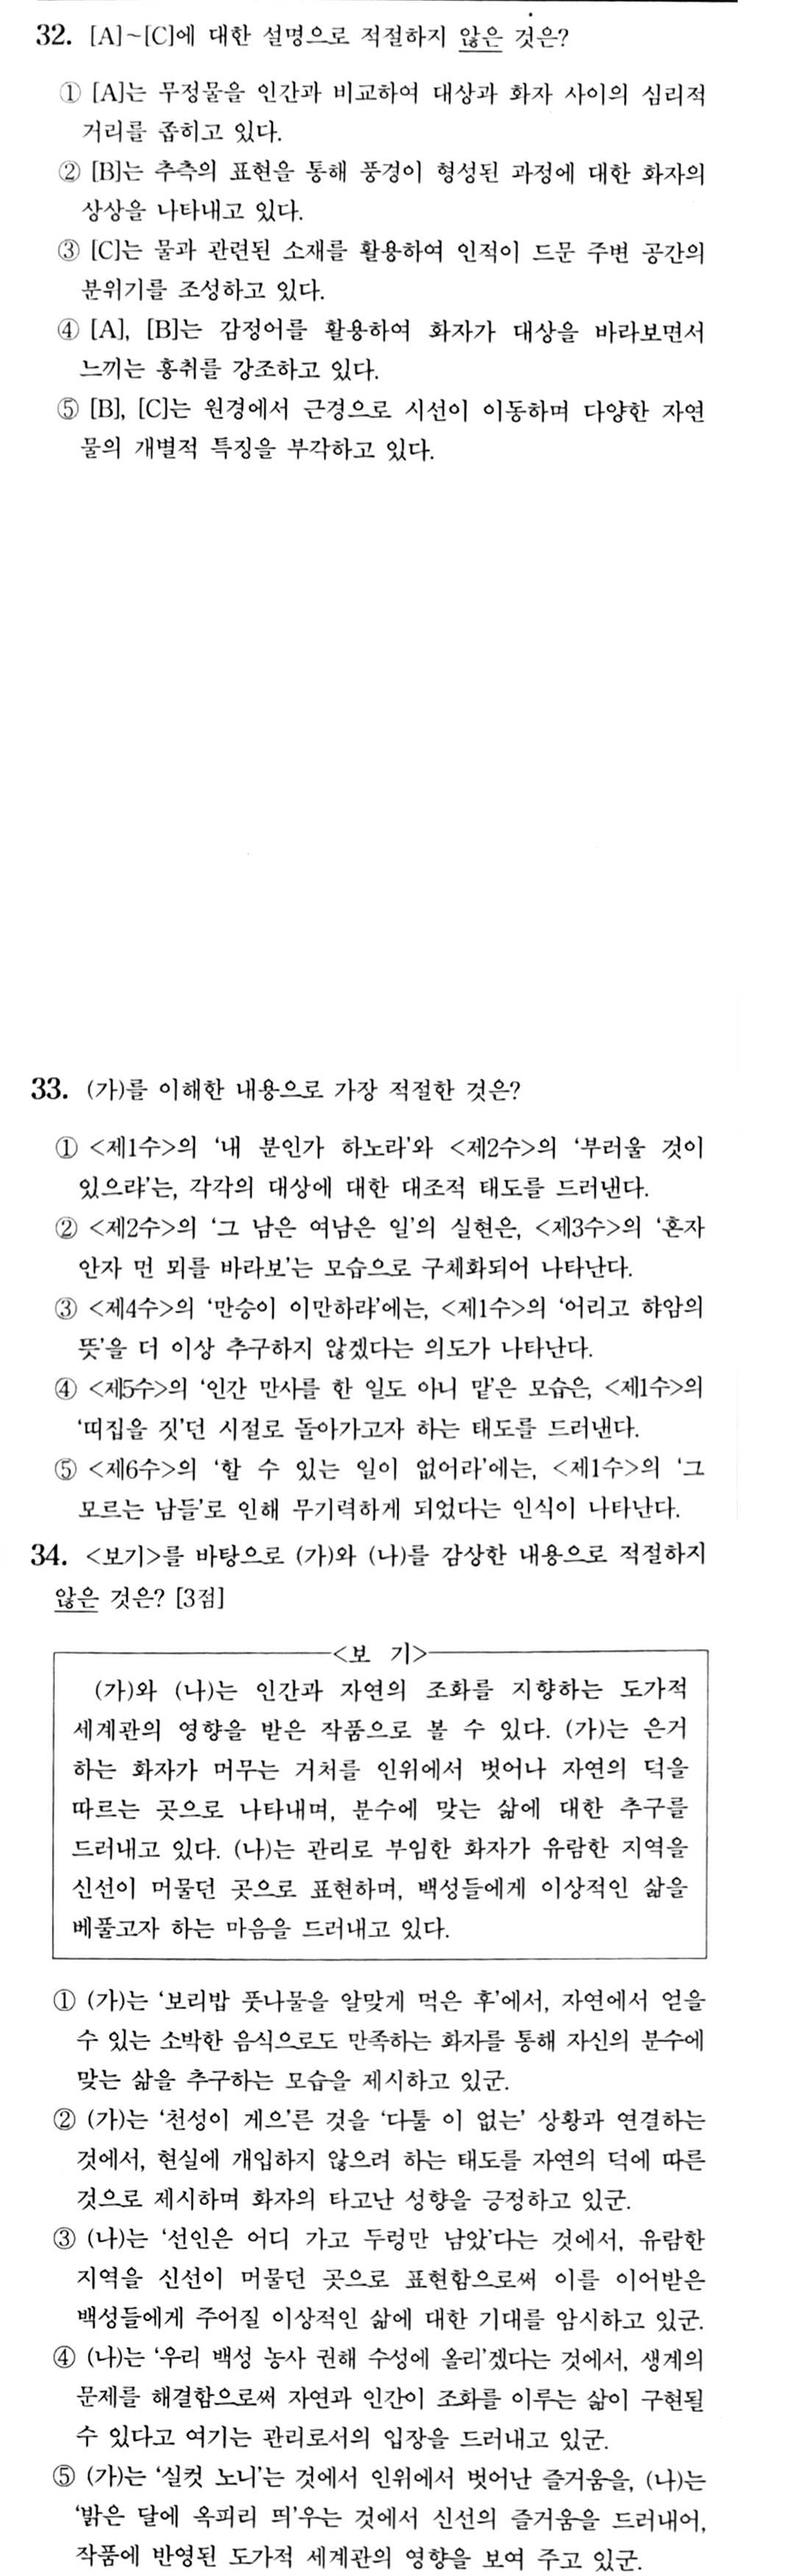 32. [A]~[C]에 대한 설명으로 적절하지 않은 것은?
① [A]는 무정물을 인간과 비교하여 대상과 화자 사이의 심리적
거리를 좁히고 있다.
② [B]는 추측의 표현을 통해 풍경이 형성된 과정에 대한 화자의
상상을 나타내고 있다.
③ [C]는 물과 관련된 소재를 활용하여 인적이 드문 주변 공간의
분위기를 조성하고 있다.
④ [A], [B]는 감정어를 활용하여 화자가 대상을 바라보면서
느끼는 흥취를 강조하고 있다.
⑤ [B], [C]는 원경에서 근경으로 시선이 이동하며 다양한 자연
물의 개별적 특징을 부각하고 있다.
33. (가)를 이해한 내용으로 가장 적절한 것은?
① <제1수>의 ‘내 분인가 하노라’와 <제2수>의 ‘부러울 것이
있으랴’는, 각각의 대상에 대한 대조적 태도를 드러낸다.
② <제2수>의 ‘그 남은 여남은 일’의 실현은, <제3수>의 ‘혼자
안자 먼 뫼를 바라보’는 모습으로 구체화되어 나타난다.
③ <제4수>의 ‘만승이 이만하랴’에는, <제1수>의 ‘어리고 햐암의
뜻’을 더 이상 추구하지 않겠다는 의도가 나타난다.
④ <제5수>의 ‘인간 만사를 한 일도 아니 맡’은 모습은, <제1수>의
‘띠집을 짓’던 시절로 돌아가고자 하는 태도를 드러낸다.
⑤ <제6수>의 ‘할 수 있는 일이 없어라’에는, <제1수>의 ‘그
모르는 남들’로 인해 무기력하게 되었다는 인식이 나타난다.
34. <보기>를 바탕으로 (가)와 (나)를 감상한 내용으로 적절하지
않은 것은? [3점]
<보 기>
(가)와 (나)는 인간과 자연의 조화를 지향하는 도가적
세계관의 영향을 받은 작품으로 볼 수 있다. (가)는 은거
하는 화자가 머무는 거처를 인위에서 벗어나 자연의 덕을
따르는 곳으로 나타내며, 분수에 맞는 삶에 대한 추구를
드러내고 있다. (나)는 관리로 부임한 화자가 유람한 지역을
신선이 머물던 곳으로 표현하며, 백성들에게 이상적인 삶을
베풀고자 하는 마음을 드러내고 있다.
① (가)는 ‘보리밥 풋나물을 알맞게 먹은 후’에서, 자연에서 얻을
수 있는 소박한 음식으로도 만족하는 화자를 통해 자신의 분수에
맞는 삶을 추구하는 모습을 제시하고 있군.
② (가)는 ‘천성이 게으’른 것을 ‘다툴 이 없는’ 상황과 연결하는
것에서, 현실에 개입하지 않으려 하는 태도를 자연의 덕에 따른
것으로 제시하며 화자의 타고난 성향을 긍정하고 있군.
③ (나)는 ‘선인은 어디 가고 두렁만 남았’다는 것에서, 유람한
지역을 신선이 머물던 곳으로 표현함으로써 이를 이어받은
백성들에게 주어질 이상적인 삶에 대한 기대를 암시하고 있군.
④ (나)는 ‘우리 백성 농사 권해 수성에 올리’겠다는 것에서, 생계의
문제를 해결함으로써 자연과 인간이 조화를 이루는 삶이 구현될
수 있다고 여기는 관리로서의 입장을 드러내고 있군.
⑤ (가)는 ‘실컷 노니’는 것에서 인위에서 벗어난 즐거움을, (나)는
‘밝은 달에 옥피리 띄’우는 것에서 신선의 즐거움을 드러내어,
작품에 반영된 도가적 세계관의 영향을 보여 주고 있군.